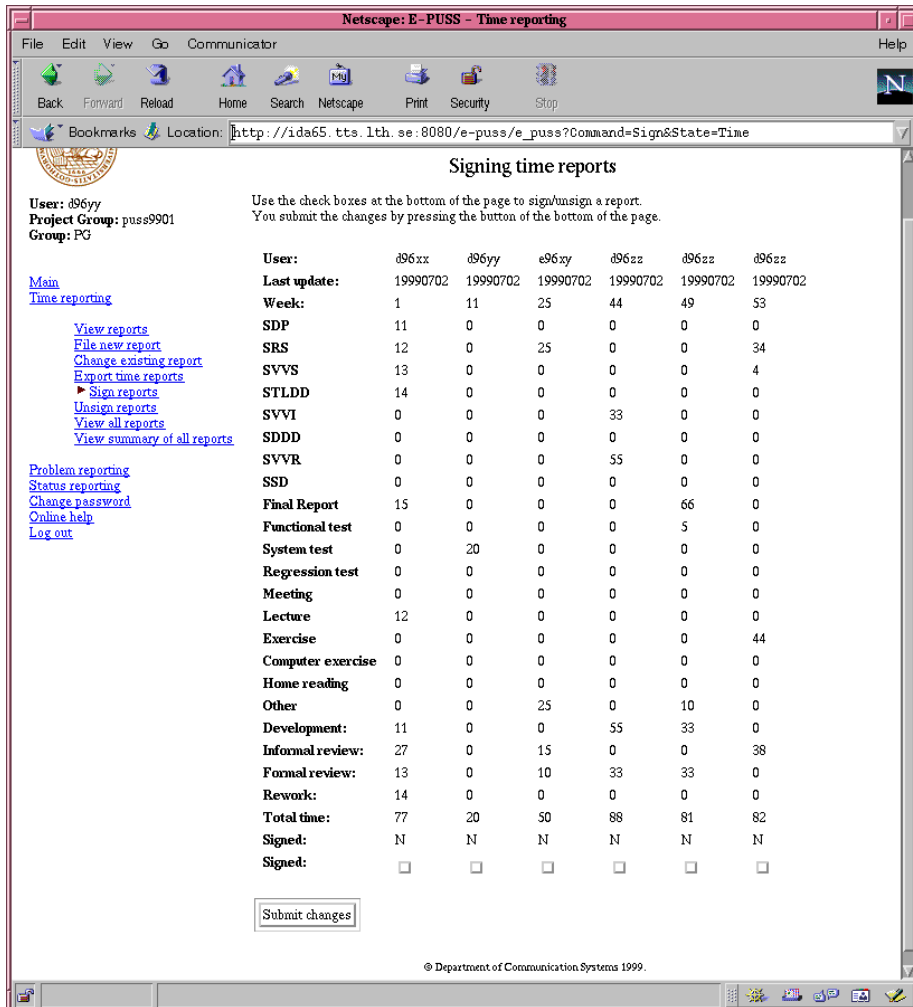 Netscape: E-PUSS - Time reporting
File Edit View Go Communicator Help
Back Forward Reload Home Search Netscape Print Security Stop
My
N
Bookmarks Location: http://ida65.tts.lth.se:8080/e-puss/e_puss?Command=Sign&State=Time
Signing time reports
User: d96yy
Project Group: puss9901
Group: PG
Main
Time reporting
View reports
File new report
Change existing report
Export time reports
Sign reports
Unsign reports
View all reports
View summary of all reports
Problem reporting
Status reporting
Change password
Online help
Log out
Use the check boxes at the bottom of the page to sign/unsign a report.
You submit the changes by pressing the button of the bottom of the page.
User: d96xx d96yy e96xy d96zz d96zz d96zz
Last update: 19990702 19990702 19990702 19990702 19990702 19990702
Week: 1 11 25 44 49 53
SDP 11 0 0 0 0 0
SRS 12 0 25 0 0 34
SVVS 13 0 0 0 0 4
STLDD 14 0 0 0 0 0
SVVI 0 0 0 33 0 0
SDDD 0 0 0 0 0 0
SVVR 0 0 0 55 0 0
SSD 0 0 0 0 0 0
Final Report 15 0 0 0 66 0
Functional test 0 0 0 0 5 0
System test 0 20 0 0 0 0
Regression test 0 0 0 0 0 0
Meeting 0 0 0 0 0 0
Lecture 12 0 0 0 0 0
Exercise 0 0 0 0 0 44
Computer exercise 0 0 0 0 0 0
Home reading 0 0 0 0 0 0
Other 0 0 25 0 10 0
Development: 11 0 0 55 33 0
Informal review: 27 0 15 0 0 38
Formal review: 13 0 10 33 33 0
Rework: 14 0 0 0 0 0
Total time: 77 20 50 88 81 82
Signed: N N N N N N
Signed:
Submit changes
© Department of Communication Systems 1999.